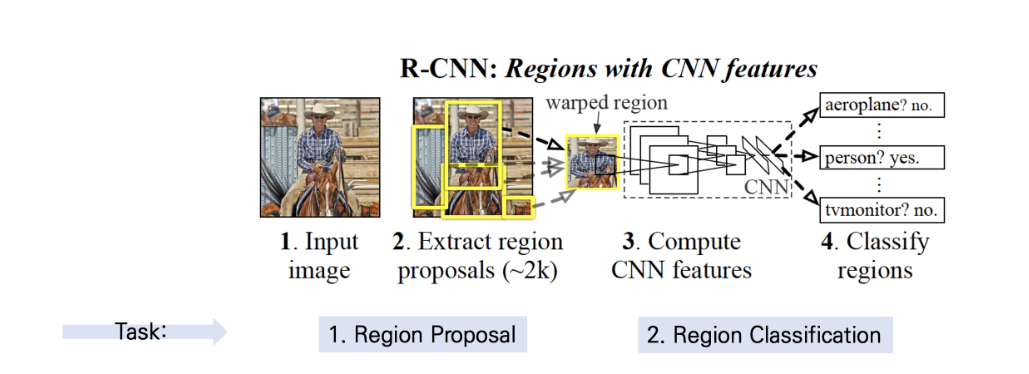 R-CNN: Regions with CNN features
warped region
aeroplane? no.
⋮
person? yes.
⋮
tvmonitor? no.
CNN
1. Input
image
2. Extract region
proposals (~2k)
3. Compute
CNN features
4. Classify
regions
Task:
1. Region Proposal
2. Region Classification